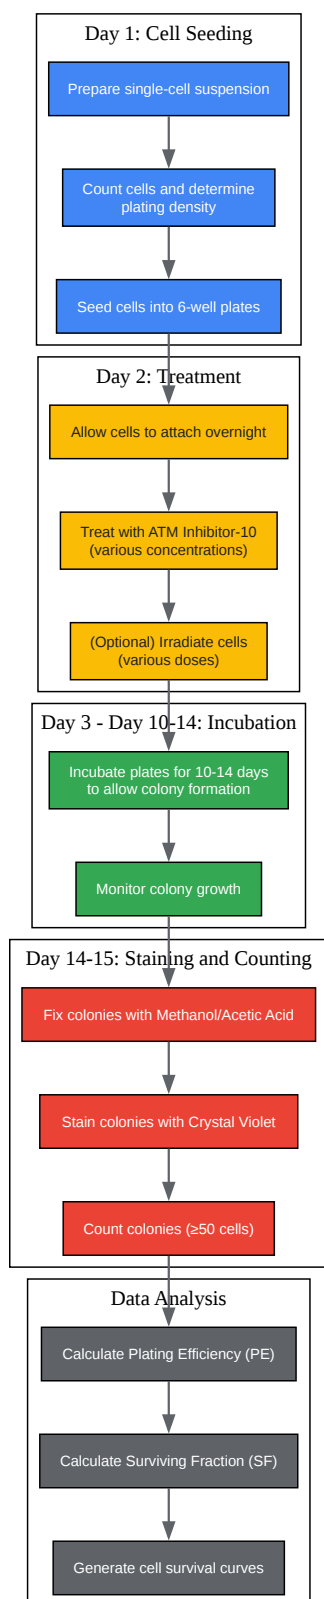 Day 1: Cell Seeding
Prepare single-cell suspension
Count cells and determine
plating density
Seed cells into 6-well plates
Day 2: Treatment
Allow cells to attach overnight
Treat with ATM Inhibitor-10
(various concentrations)
(Optional) Irradiate cells
(various doses)
Day 3 - Day 10-14: Incubation
Incubate plates for 10-14 days
to allow colony formation
Monitor colony growth
Day 14-15: Staining and Counting
Fix colonies with Methanol/Acetic Acid
Stain colonies with Crystal Violet
Count colonies (≥50 cells)
Data Analysis
Calculate Plating Efficiency (PE)
Calculate Surviving Fraction (SF)
Generate cell survival curves